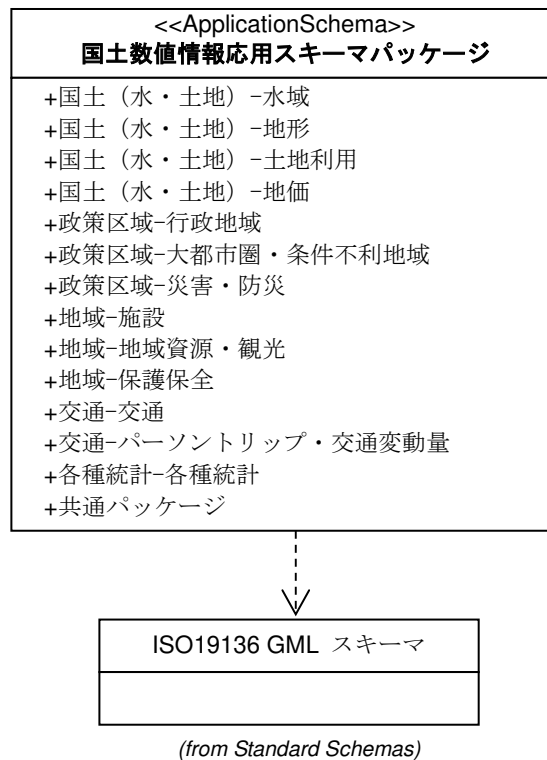 <<ApplicationSchema>>
国土数値情報応用スキーマパッケージ
+国土（水・土地）-水域
+国土（水・土地）-地形
+国土（水・土地）-土地利用
+国土（水・土地）-地価
+政策区域-行政地域
+政策区域-大都市圏・条件不利地域
+政策区域-災害・防災
+地域-施設
+地域-地域資源・観光
+地域-保護保全
+交通-交通
+交通-パーソントリップ・交通変動量
+各種統計-各種統計
+共通パッケージ
ISO19136 GML スキーマ
(from Standard Schemas)